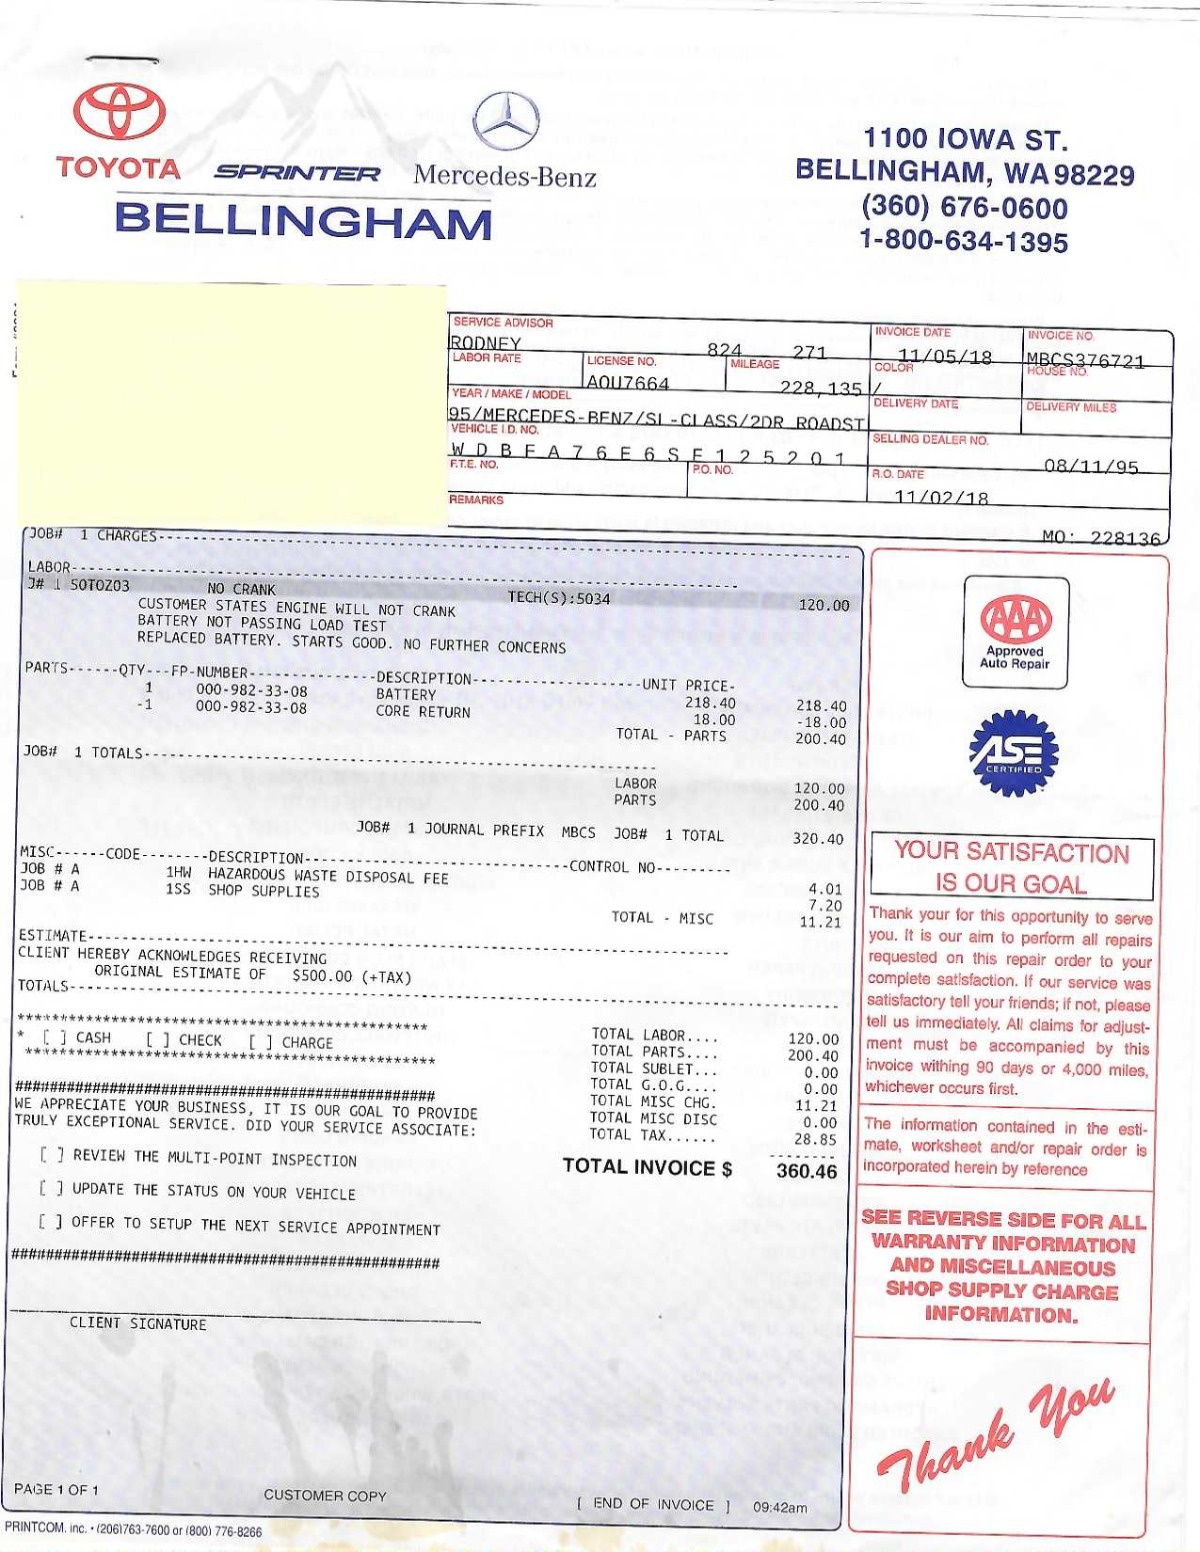 TOYOTA SPRINTER Mercedes-Benz
BELLINGHAM
1100 IOWA ST.
BELLINGHAM, WA 98229
(360) 676-0600
1-800-634-1395
SERVICE ADVISOR
RODNEY 824 271
INVOICE DATE
11/05/18
INVOICE NO.
MBCS376721
LABOR RATE
LICENSE NO.
AOU7664
MILEAGE
228,135
COLOR
/
HOUSE NO.
YEAR / MAKE / MODEL
95/MERCEDES-BENZ/SL-CLASS/2DR ROADST
DELIVERY DATE
DELIVERY MILES
VEHICLE I.D. NO.
W D B F A 7 6 E 6 S F 1 2 5 2 0 1
SELLING DEALER NO.
08/11/95
F.T.E. NO.
P.O. NO.
R.O. DATE
11/02/18
REMARKS
MO: 228136
JOB# 1 CHARGES-----
LABOR-----
J# 1 50TOZ03 NO CRANK TECH(S):5034 120.00
CUSTOMER STATES ENGINE WILL NOT CRANK
BATTERY NOT PASSING LOAD TEST
REPLACED BATTERY. STARTS GOOD. NO FURTHER CONCERNS
PARTS------QTY---FP-NUMBER---------------DESCRIPTION--------------------UNIT PRICE-
1 000-982-33-08 BATTERY 218.40 218.40
-1 000-982-33-08 CORE RETURN 18.00 -18.00
TOTAL - PARTS 200.40
JOB# 1 TOTALS-----
LABOR 120.00
PARTS 200.40
JOB# 1 JOURNAL PREFIX MBCS JOB# 1 TOTAL 320.40
MISC------CODE--------DESCRIPTION-------------------------------CONTROL NO---------
JOB # A 1HW HAZARDOUS WASTE DISPOSAL FEE 4.01
JOB # A 1SS SHOP SUPPLIES 7.20
TOTAL - MISC 11.21
ESTIMATE-----
CLIENT HEREBY ACKNOWLEDGES RECEIVING
ORIGINAL ESTIMATE OF $500.00 (+TAX)
TOTALS-----
**************************************************
* [ ] CASH [ ] CHECK [ ] CHARGE
**************************************************
TOTAL LABOR.... 120.00
TOTAL PARTS.... 200.40
TOTAL SUBLET... 0.00
TOTAL G.O.G.... 0.00
TOTAL MISC CHG. 11.21
TOTAL MISC DISC 0.00
TOTAL TAX...... 28.85
TOTAL INVOICE $ 360.46
##################################################
WE APPRECIATE YOUR BUSINESS, IT IS OUR GOAL TO PROVIDE
TRULY EXCEPTIONAL SERVICE. DID YOUR SERVICE ASSOCIATE:
[ ] REVIEW THE MULTI-POINT INSPECTION
[ ] UPDATE THE STATUS ON YOUR VEHICLE
[ ] OFFER TO SETUP THE NEXT SERVICE APPOINTMENT
##################################################
CLIENT SIGNATURE
PAGE 1 OF 1
CUSTOMER COPY
[ END OF INVOICE ] 09:42am
PRINTCOM. inc. • (206)763-7600 or (800) 776-8266
AAA
Approved
Auto Repair
ASE
CERTIFIED
YOUR SATISFACTION
IS OUR GOAL
Thank your for this opportunity to serve
you. It is our aim to perform all repairs
requested on this repair order to your
complete satisfaction. If our service was
satisfactory tell your friends; if not, please
tell us immediately. All claims for adjust-
ment must be accompanied by this
invoice withing 90 days or 4,000 miles,
whichever occurs first.
The information contained in the esti-
mate, worksheet and/or repair order is
incorporated herein by reference
SEE REVERSE SIDE FOR ALL
WARRANTY INFORMATION
AND MISCELLANEOUS
SHOP SUPPLY CHARGE
INFORMATION.
Thank You